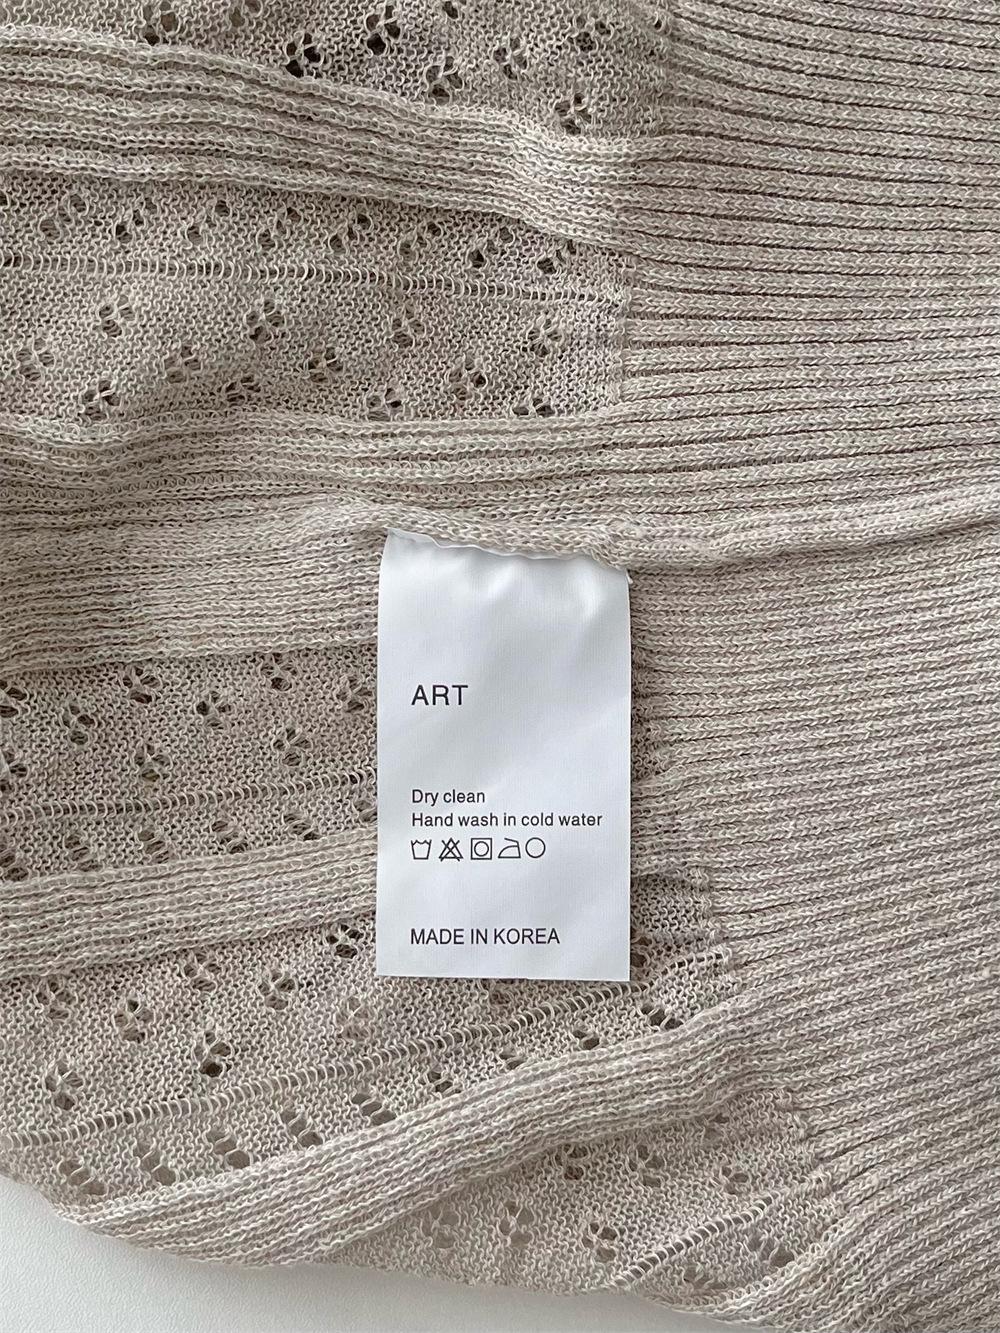 ART
Dry clean
Hand wash in cold water
MADE IN KOREA